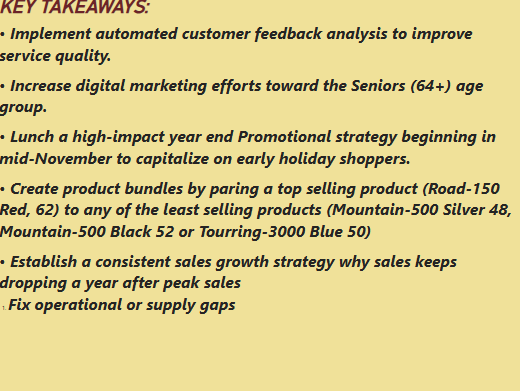 KEY TAKEAWAYS:
• Implement automated customer feedback analysis to improve
service quality.
• Increase digital marketing efforts toward the Seniors (64+) age
group.
• Lunch a high-impact year end Promotional strategy beginning in
mid-November to capitalize on early holiday shoppers.
• Create product bundles by paring a top selling product (Road-150
Red, 62) to any of the least selling products (Mountain-500 Silver 48,
Mountain-500 Black 52 or Tourring-3000 Blue 50)
• Establish a consistent sales growth strategy why sales keeps
dropping a year after peak sales
Fix operational or supply gaps